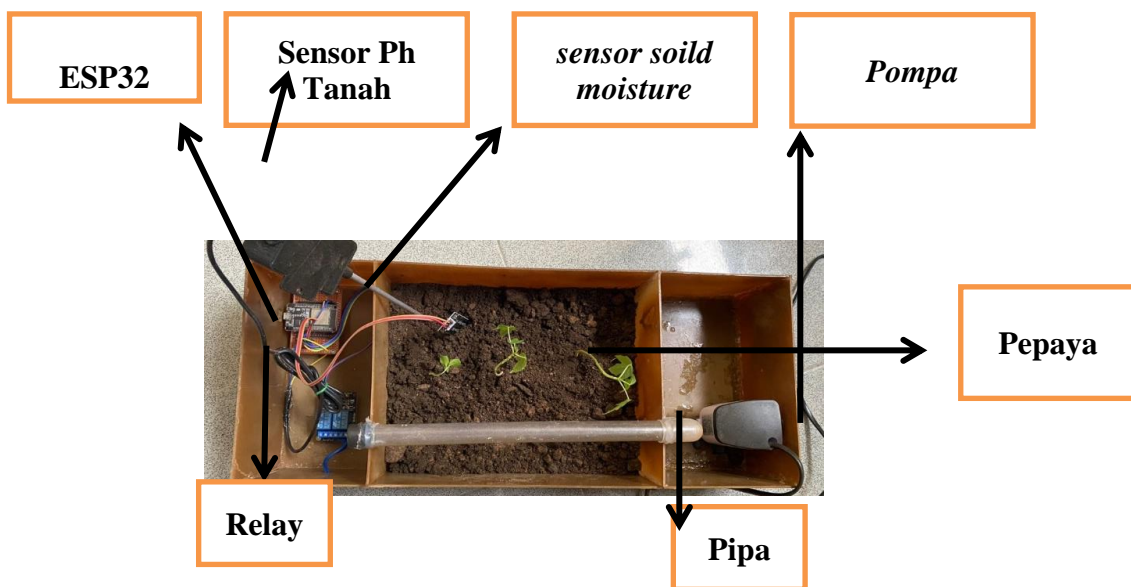 ESP32
Sensor Ph
Tanah
sensor soild
moisture
Pompa
Pepaya
Relay
Pipa